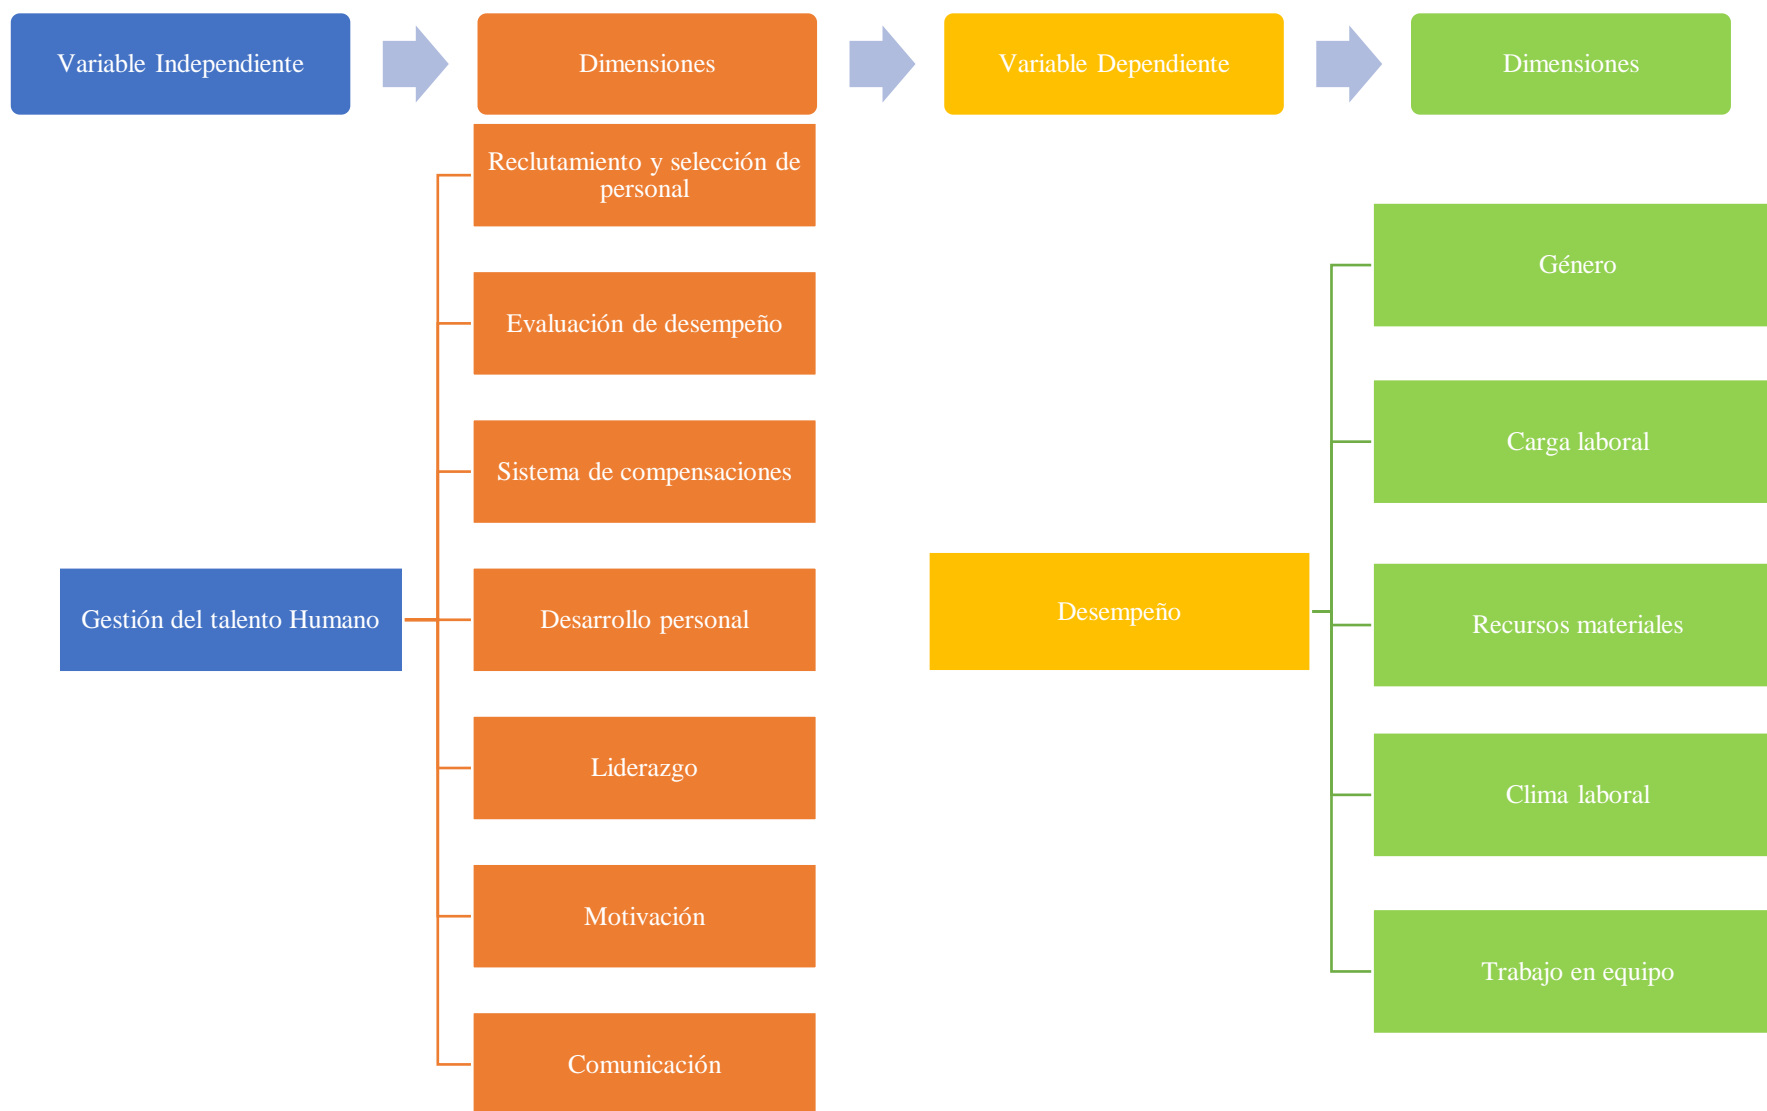 Variable Independiente
Dimensiones
Variable Dependiente
Dimensiones
Gestión del talento Humano
Reclutamiento y selección de
personal
Evaluación de desempeño
Sistema de compensaciones
Desarrollo personal
Liderazgo
Motivación
Comunicación
Desempeño
Género
Carga laboral
Recursos materiales
Clima laboral
Trabajo en equipo